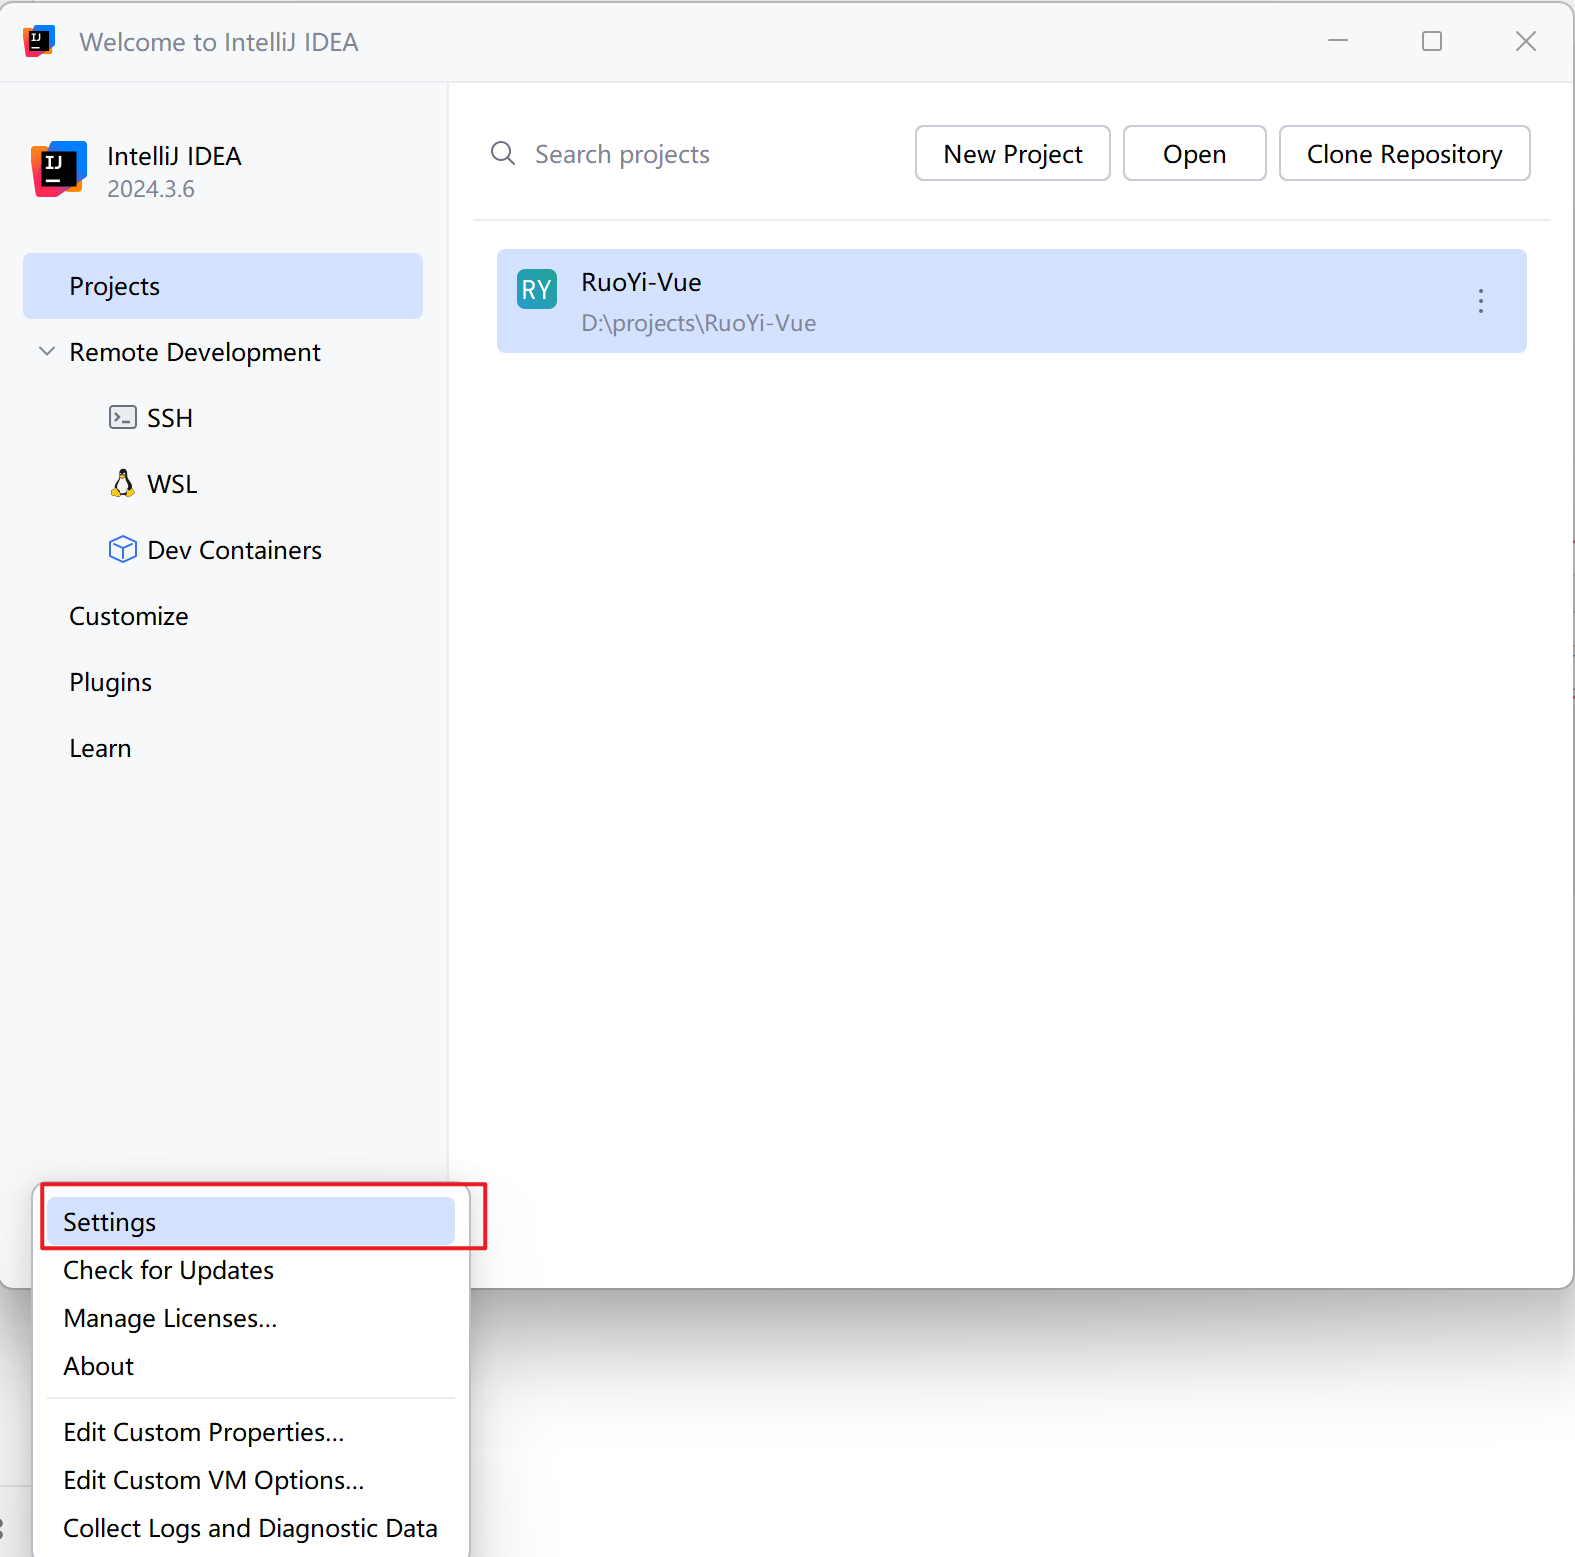 Welcome to IntelliJ IDEA
IntelliJ IDEA
2024.3.6
Search projects
New Project
Open
Clone Repository
Projects
RY
RuoYi-Vue
D:\projects\RuoYi-Vue
Remote Development
SSH
WSL
Dev Containers
Customize
Plugins
Learn
Settings
Check for Updates
Manage Licenses...
About
Edit Custom Properties...
Edit Custom VM Options...
Collect Logs and Diagnostic Data